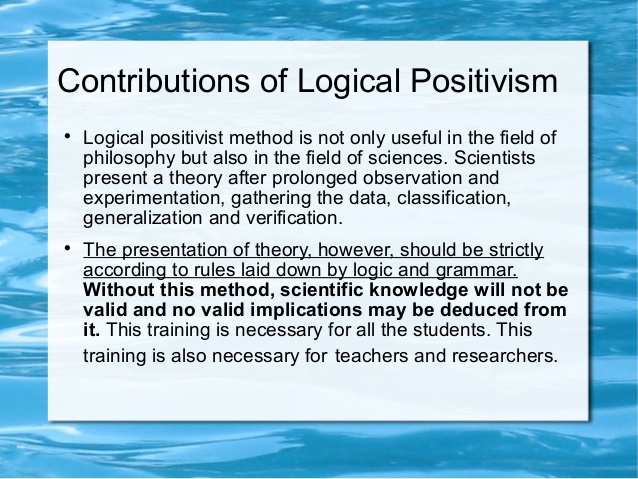 Contributions of Logical Positivism
• Logical positivist method is not only useful in the field of
philosophy but also in the field of sciences. Scientists
present a theory after prolonged observation and
experimentation, gathering the data, classification,
generalization and verification.
• The presentation of theory, however, should be strictly
according to rules laid down by logic and grammar.
Without this method, scientific knowledge will not be
valid and no valid implications may be deduced from
it. This training is necessary for all the students. This
training is also necessary for teachers and researchers.